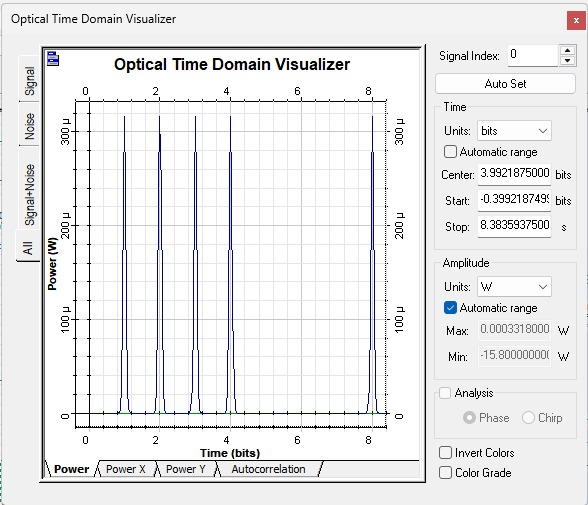 Optical Time Domain Visualizer
x
Signal
Noise
Signal+Noise
All
Optical Time Domain Visualizer
0 2 4 6 8
300 µ
200 µ
100 µ
0
Power (W)
300 µ
200 µ
100 µ
0
0 2 4 6 8
Time (bits)
Power Power X Power Y Autocorrelation
Signal Index: 0
Auto Set
Time
Units: bits
Automatic range
Center: 3.9921875000 bits
Start: -0.399218749 bits
Stop: 8.3835937500 s
Amplitude
Units: W
Automatic range
Max: 0.0003318000 W
Min: -15.80000000 W
Analysis
Phase Chirp
Invert Colors
Color Grade